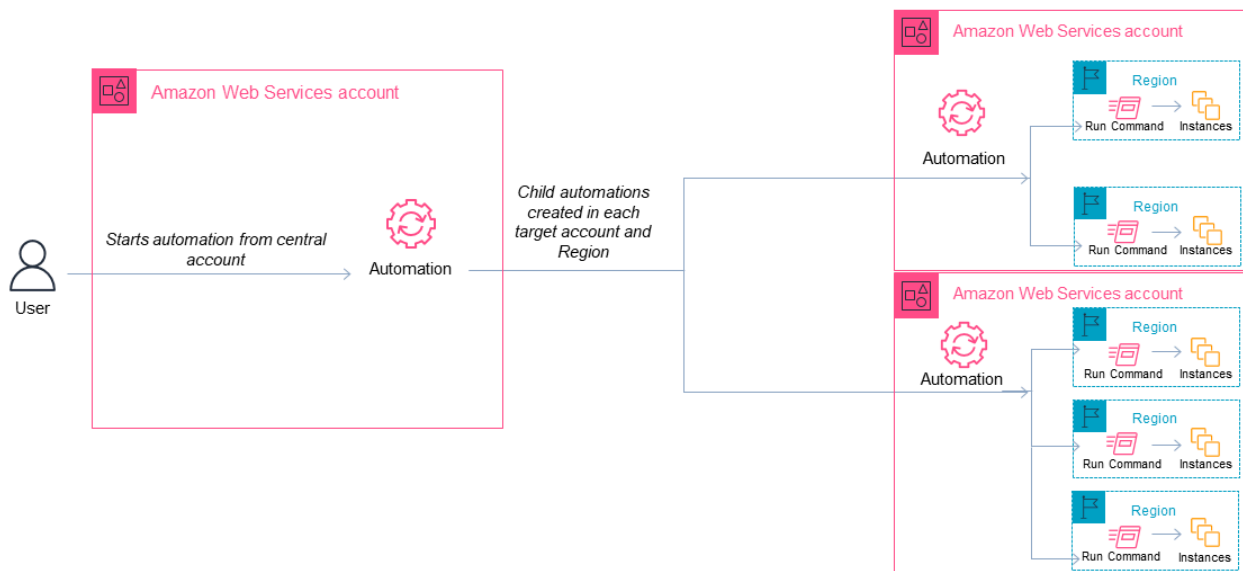 Amazon Web Services account
Starts automation from central
account
User
Automation
Child automations
created in each
target account and
Region
Amazon Web Services account
Automation
Region
Run Command
Instances
Region
Run Command
Instances
Amazon Web Services account
Automation
Region
Run Command
Instances
Region
Run Command
Instances
Region
Run Command
Instances